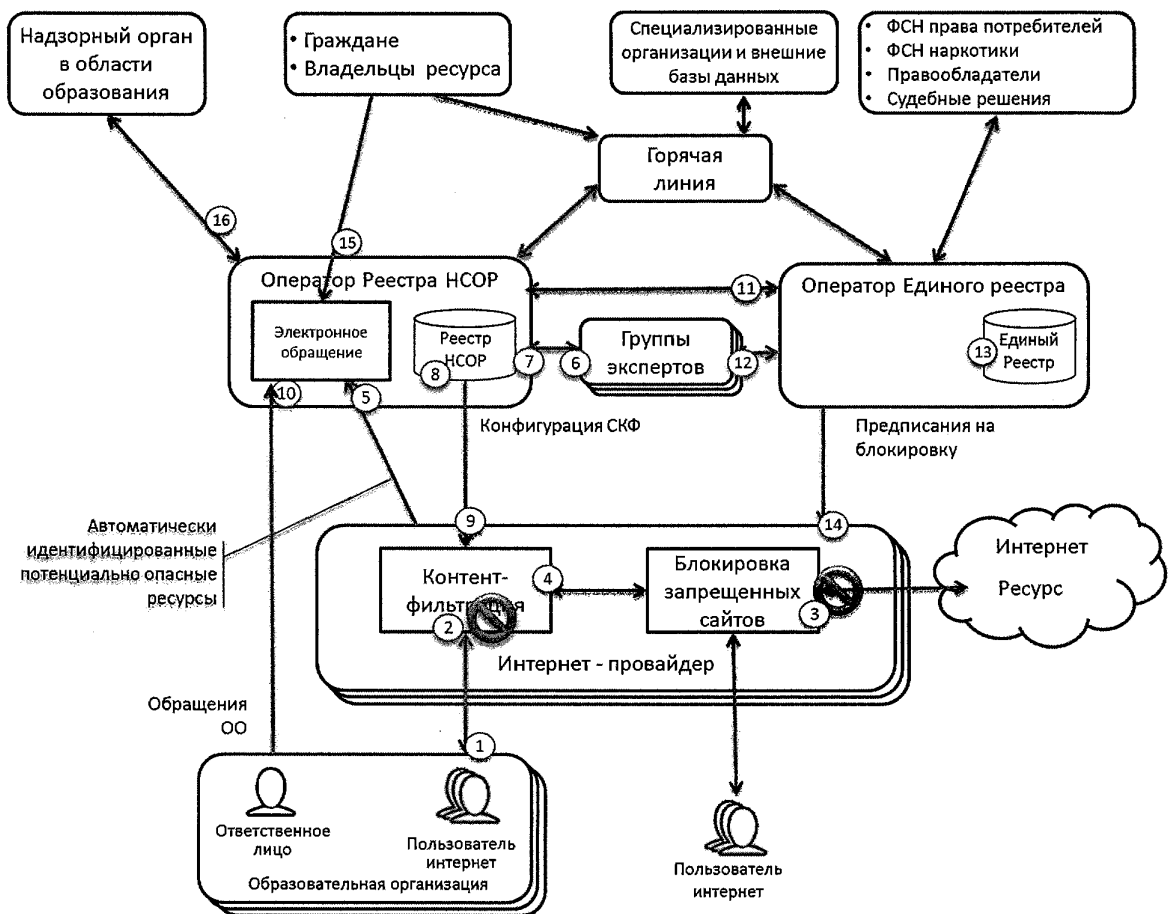 Надзорный орган
в области
образования
• Граждане
• Владельцы ресурса
Специализированные
организации и внешние
базы данных
• ФСН права потребителей
• ФСН наркотики
• Правообладатели
• Судебные решения
Горячая
линия
16
15
Оператор Реестра НСОР
11
Оператор Единого реестра
Электронное
обращение
Реестр
НСОР
8
7
6
Группы
экспертов
12
13
Единый
Реестр
10
5
Конфигурация СКФ
Предписания на
блокировку
Автоматически
идентифицированные
потенциально опасные
ресурсы
9
14
Контент-
фильтрация
2
4
Блокировка
запрещенных
сайтов
3
Интернет
Ресурс
Интернет - провайдер
Обращения
ОО
1
Ответственное
лицо
Пользователь
интернет
Образовательная организация
Пользователь
интернет